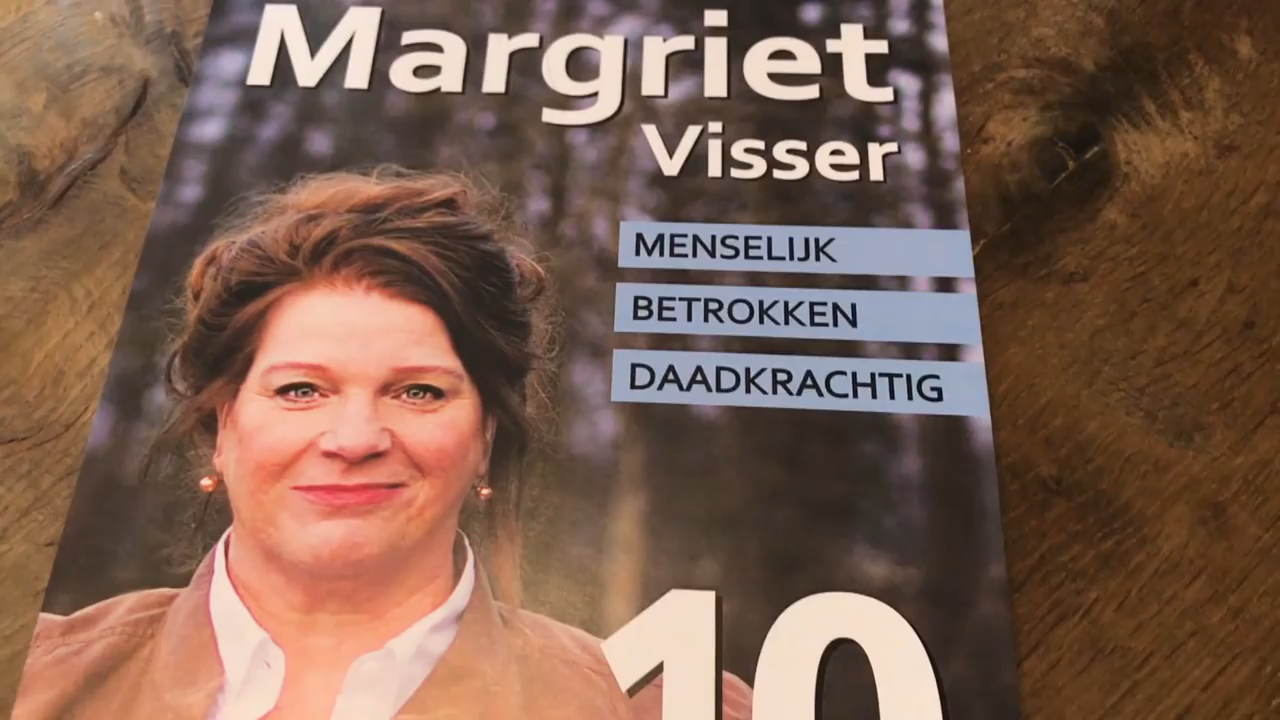 Margriet
Visser
MENSELIJK
BETROKKEN
DAADKRACHTIG
10